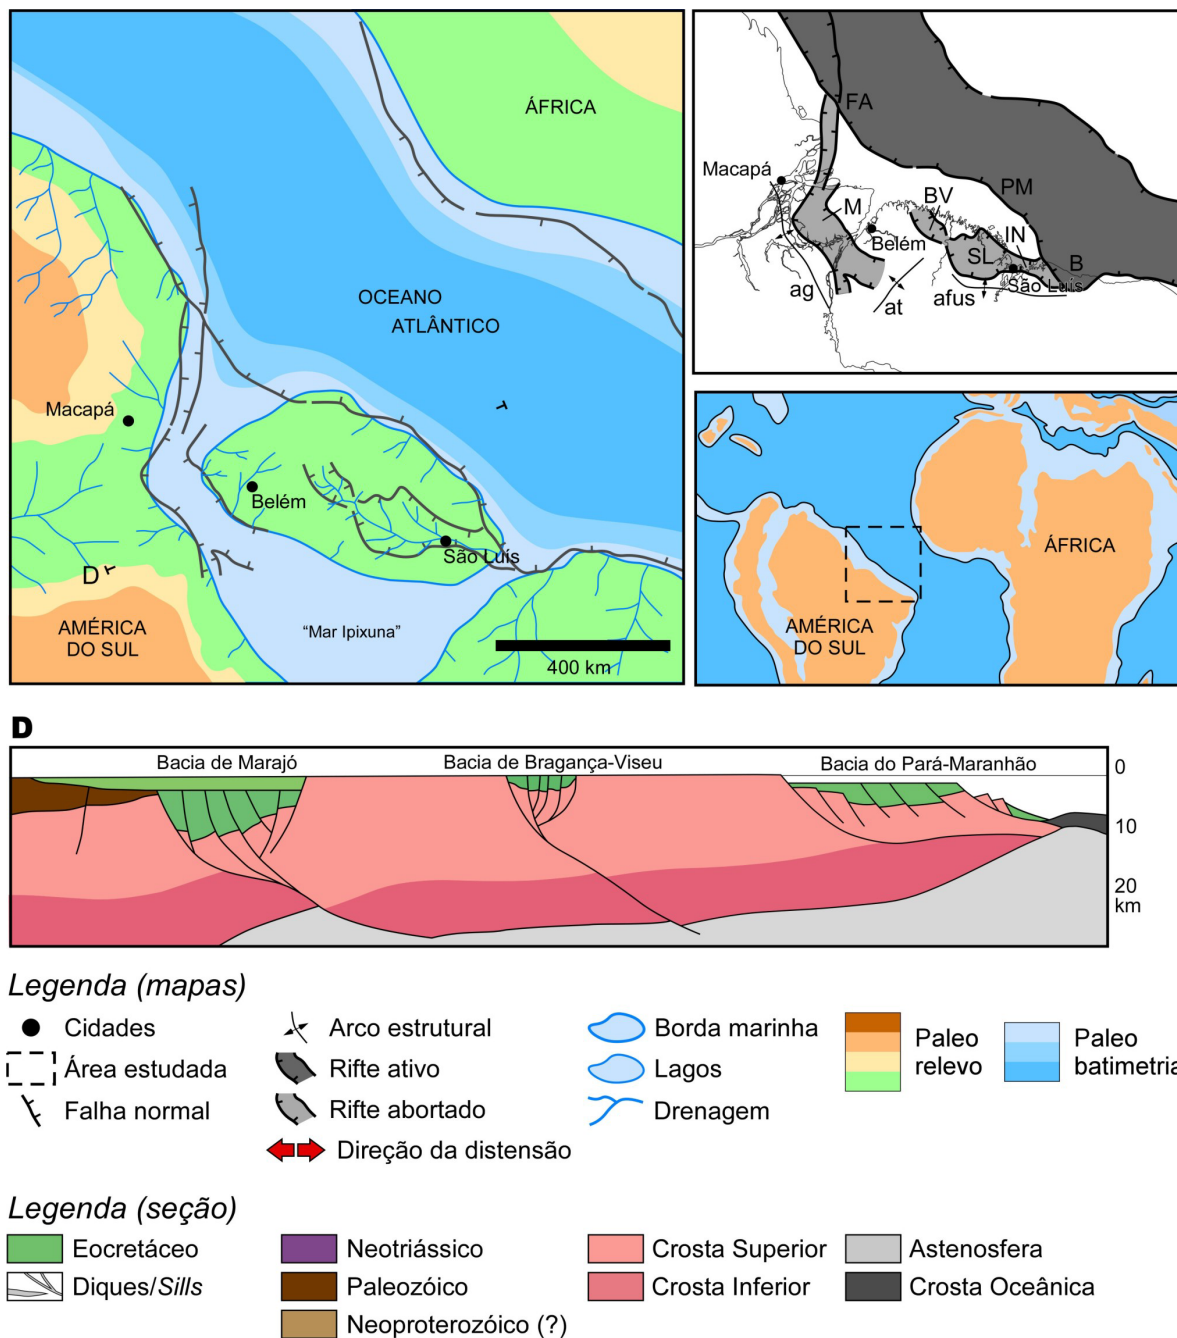 ÁFRICA
OCEANO
ATLÂNTICO
Macapá
Belém
São Luís
D
AMÉRICA
DO SUL
“Mar Ipixuna”
400 km
FA
Macapá
PM
BV
M
Belém
IN
SL
B
São Luis
ag
at
afus
ÁFRICA
AMÉRICA
DO SUL
D
Bacia de Marajó
Bacia de Bragança-Viseu
Bacia do Pará-Maranhão
0
10
20
km
Legenda (mapas)
Cidades
Arco estrutural
Borda marinha
Paleo
relevo
Paleo
batimetria
Área estudada
Rifte ativo
Lagos
Falha normal
Rifte abortado
Drenagem
Direção da distensão
Legenda (seção)
Eocretáceo
Neotriássico
Crosta Superior
Astenosfera
Diques/Sills
Paleozóico
Crosta Inferior
Crosta Oceânica
Neoproterozóico (?)